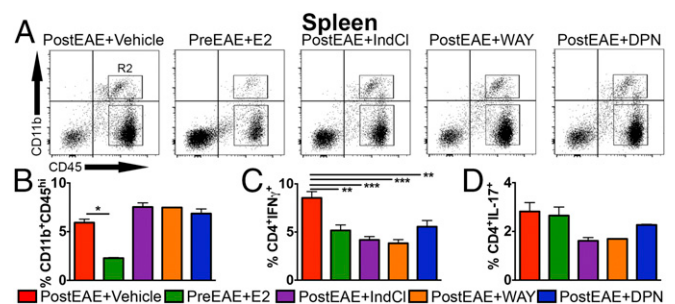 Spleen
A
PostEAE+Vehicle PreEAE+E2 PostEAE+IndCl PostEAE+WAY PostEAE+DPN
R2
CD11b
CD45
B
% CD11b⁺CD45ʰⁱ
10
5
0
*
C
% CD4⁺IFNγ⁺
10
5
0
** *** *** **
D
% CD4⁺IL-17⁺
4
2
0
PostEAE+Vehicle PreEAE+E2 PostEAE+IndCl PostEAE+WAY PostEAE+DPN